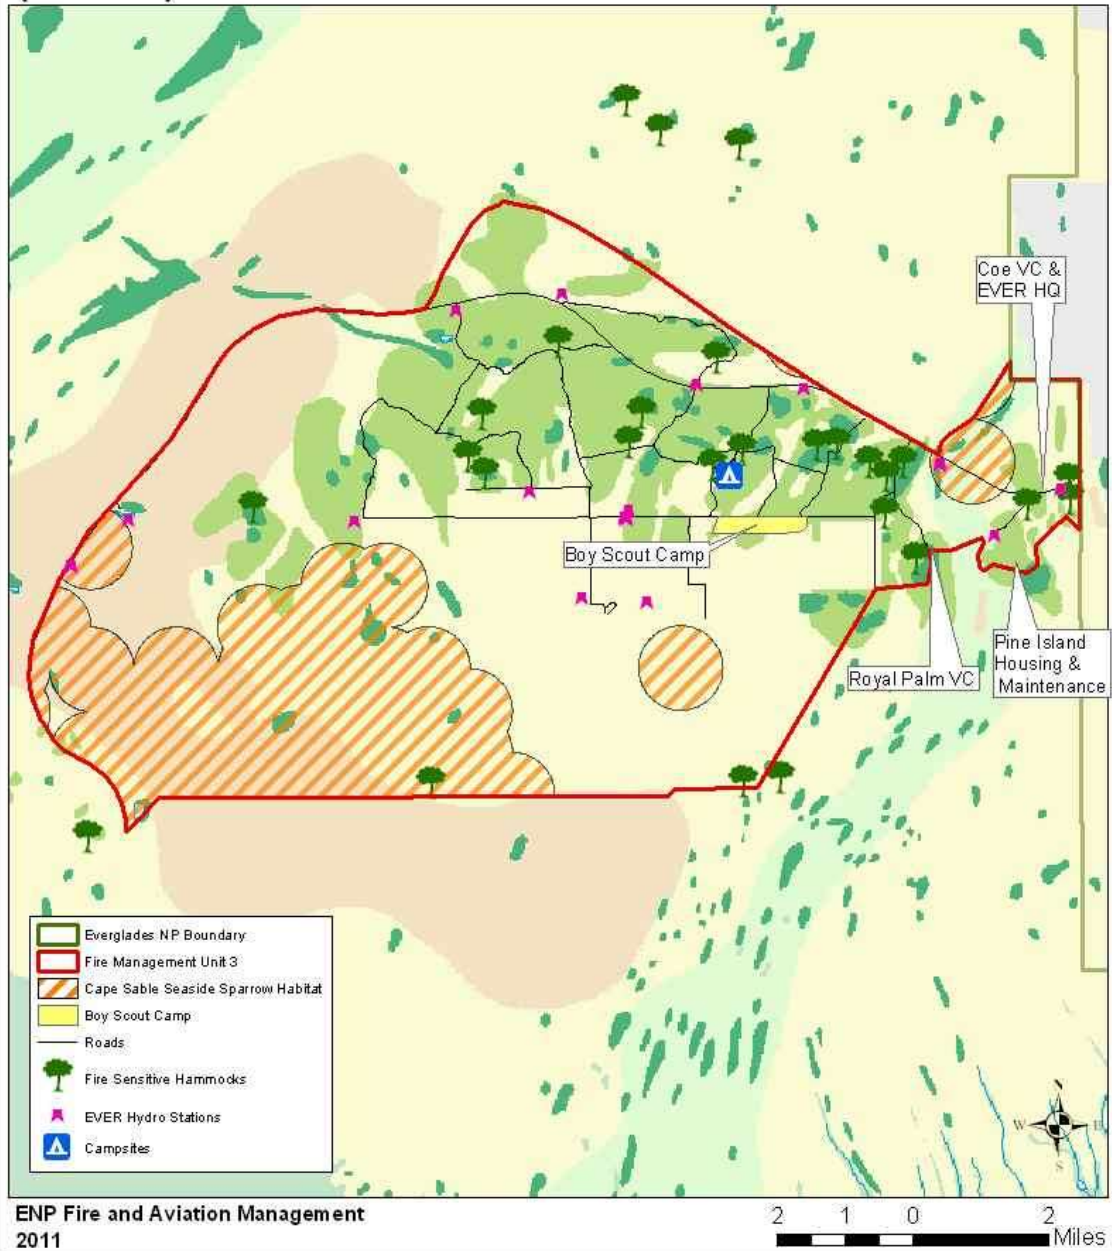 Coe VC &
EVER HQ
Boy Scout Camp
Royal Palm VC
Pine Island
Housing &
Maintenance
Everglades NP Boundary
Fire Management Unit 3
Cape Sable Seaside Sparrow Habitat
Boy Scout Camp
Roads
Fire Sensitive Hammocks
EVER Hydro Stations
Campsites
N
W E
S
ENP Fire and Aviation Management
2011
2 1 0 2
Miles